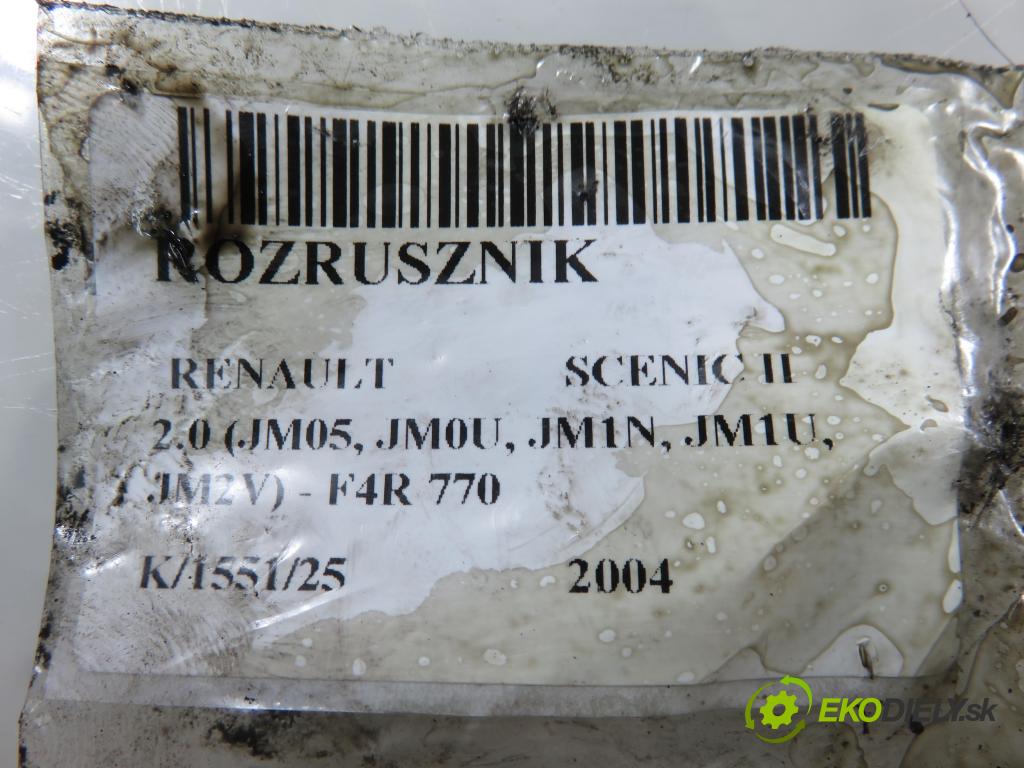 ROZRUSZNIK
RENAULT SCENIC II
2.0 (JM05, JM0U, JM1N, JM1U,
JM2V) - F4R 770
K/1551/25 2004
EKODIELY.sk